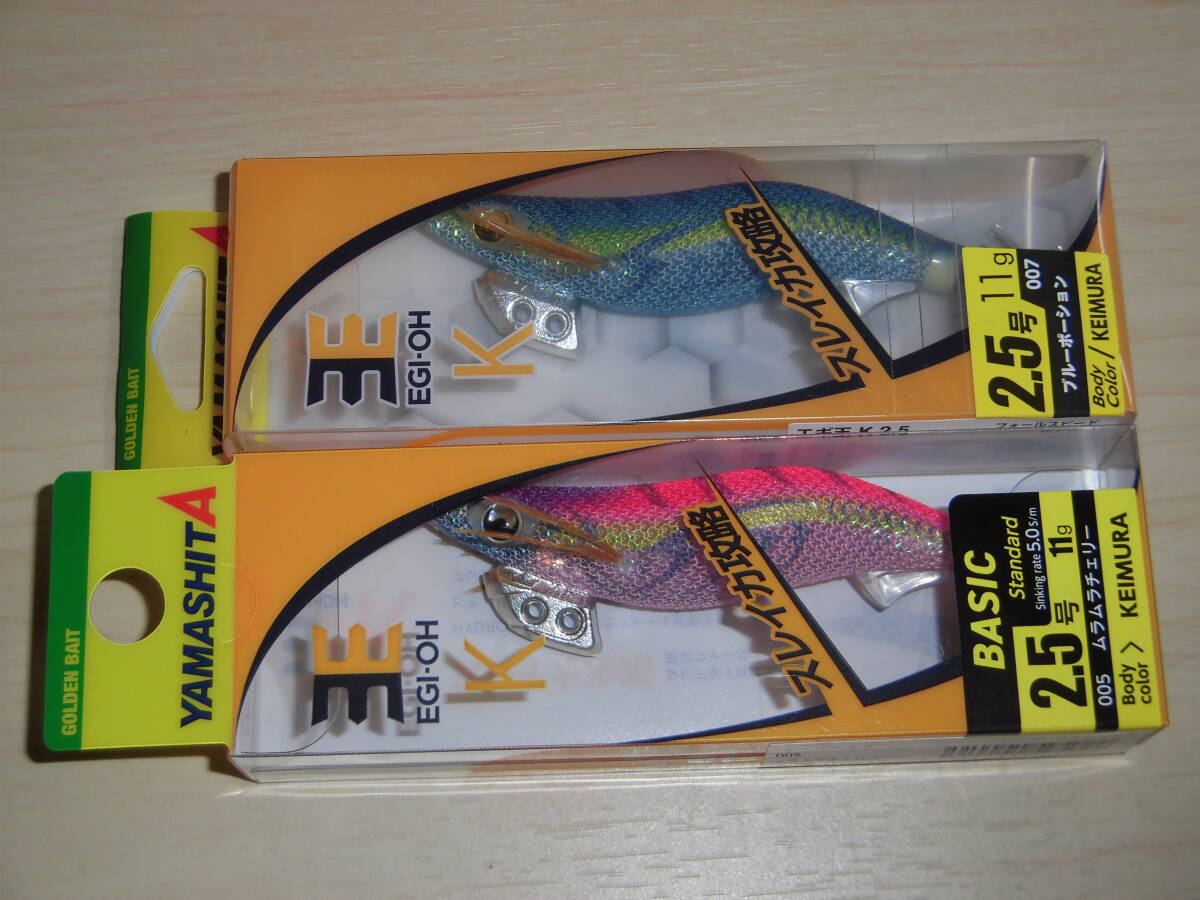 GOLDEN BAIT
YAMASHITA
EGI-OH
K
スレイカ攻略
2.5号 11g
007
ブルーポーション
Body Color / KEIMURA
エギ王 K 2.5
フォールスピード
GOLDEN BAIT
YAMASHITA
EGI-OH
K
スレイカ攻略
BASIC
Standard
Sinking rate 5.0 s/m
2.5号 11g
005 ムラムラチェリー
Body color > KEIMURA
005